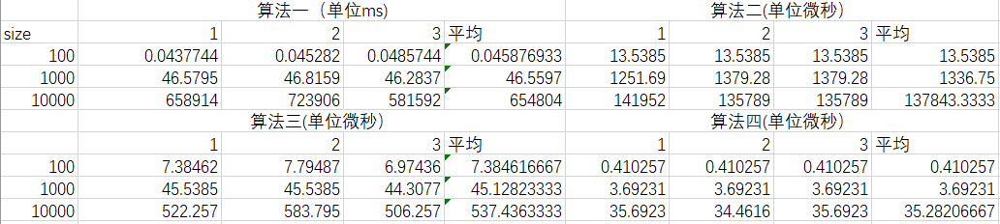 算法一（单位ms) 算法二(单位微秒）
size 1 2 3 平均 1 2 3 平均
100 0.0437744 0.045282 0.0485744 0.045876933 13.5385 13.5385 13.5385 13.5385
1000 46.5795 46.8159 46.2837 46.5597 1251.69 1379.28 1379.28 1336.75
10000 658914 723906 581592 654804 141952 135789 135789 137843.3333
算法三(单位微秒） 算法四(单位微秒）
1 2 3 平均 1 2 3 平均
100 7.38462 7.79487 6.97436 7.384616667 0.410257 0.410257 0.410257 0.410257
1000 45.5385 45.5385 44.3077 45.12823333 3.69231 3.69231 3.69231 3.69231
10000 522.257 583.795 506.257 537.4363333 35.6923 34.4616 35.6923 35.28206667